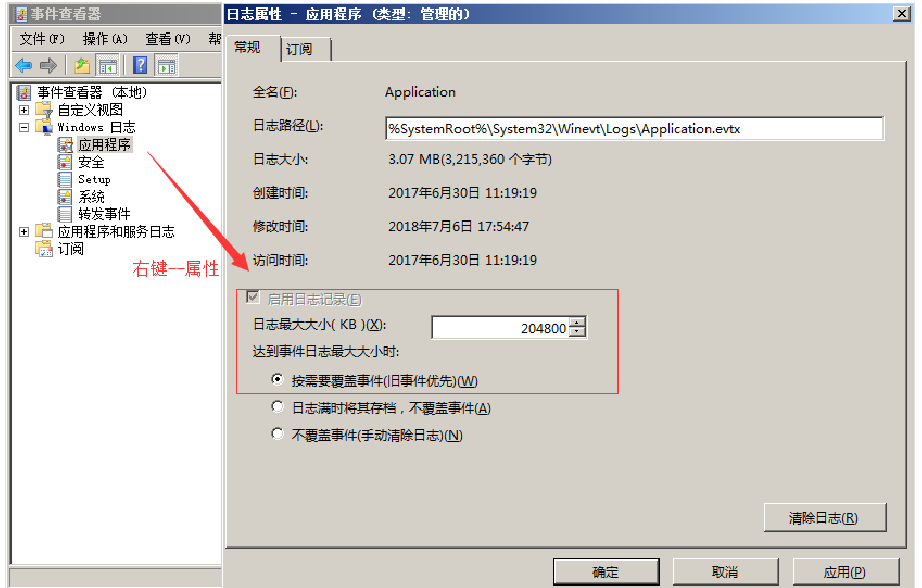 事件查看器
文件(F) 操作(A) 查看(V) 帮
事件查看器 (本地)
自定义视图
Windows 日志
应用程序
安全
Setup
系统
转发事件
应用程序和服务日志
订阅
右键--属性
日志属性 - 应用程序 (类型: 管理的)
常规 订阅
全名(F): Application
日志路径(L): %SystemRoot%\System32\Winevt\Logs\Application.evtx
日志大小: 3.07 MB(3,215,360 个字节)
创建时间: 2017年6月30日 11:19:19
修改时间: 2018年7月6日 17:54:47
访问时间: 2017年6月30日 11:19:19
启用日志记录(E)
日志最大大小( KB )(X): 204800
达到事件日志最大大小时:
按需要覆盖事件(旧事件优先)(W)
日志满时将其存档，不覆盖事件(A)
不覆盖事件(手动清除日志)(N)
清除日志(R)
确定 取消 应用(P)